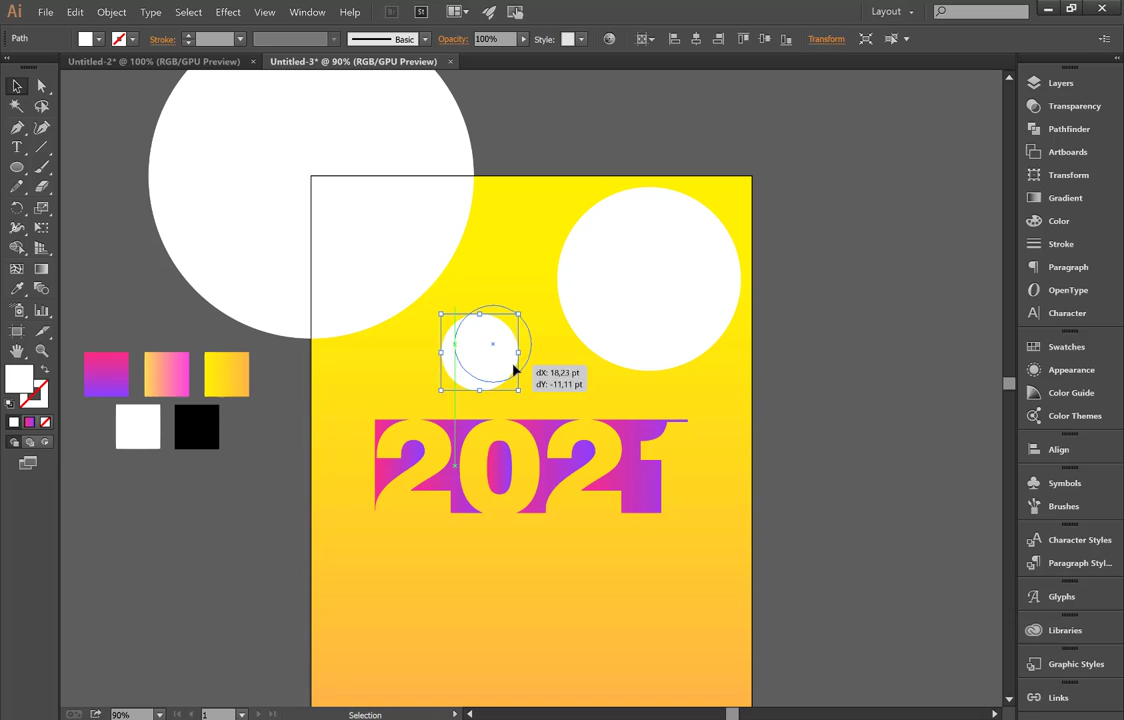 Ai File Edit Object Type Select Effect View Window Help Br St Layout
Path Stroke: Basic Opacity: 100% Style: Transform
Untitled-2* @ 100% (RGB/GPU Preview) × Untitled-3* @ 90% (RGB/GPU Preview) ×
Layers
Transparency
Pathfinder
Artboards
Transform
Gradient
Color
Stroke
Paragraph
OpenType
Character
Swatches
Appearance
Color Guide
Color Themes
Align
Symbols
Brushes
Character Styles
Paragraph Styl...
Glyphs
Libraries
Graphic Styles
Links
dX: 18,23 pt
dY: -11,11 pt
2021
90% 1 Selection